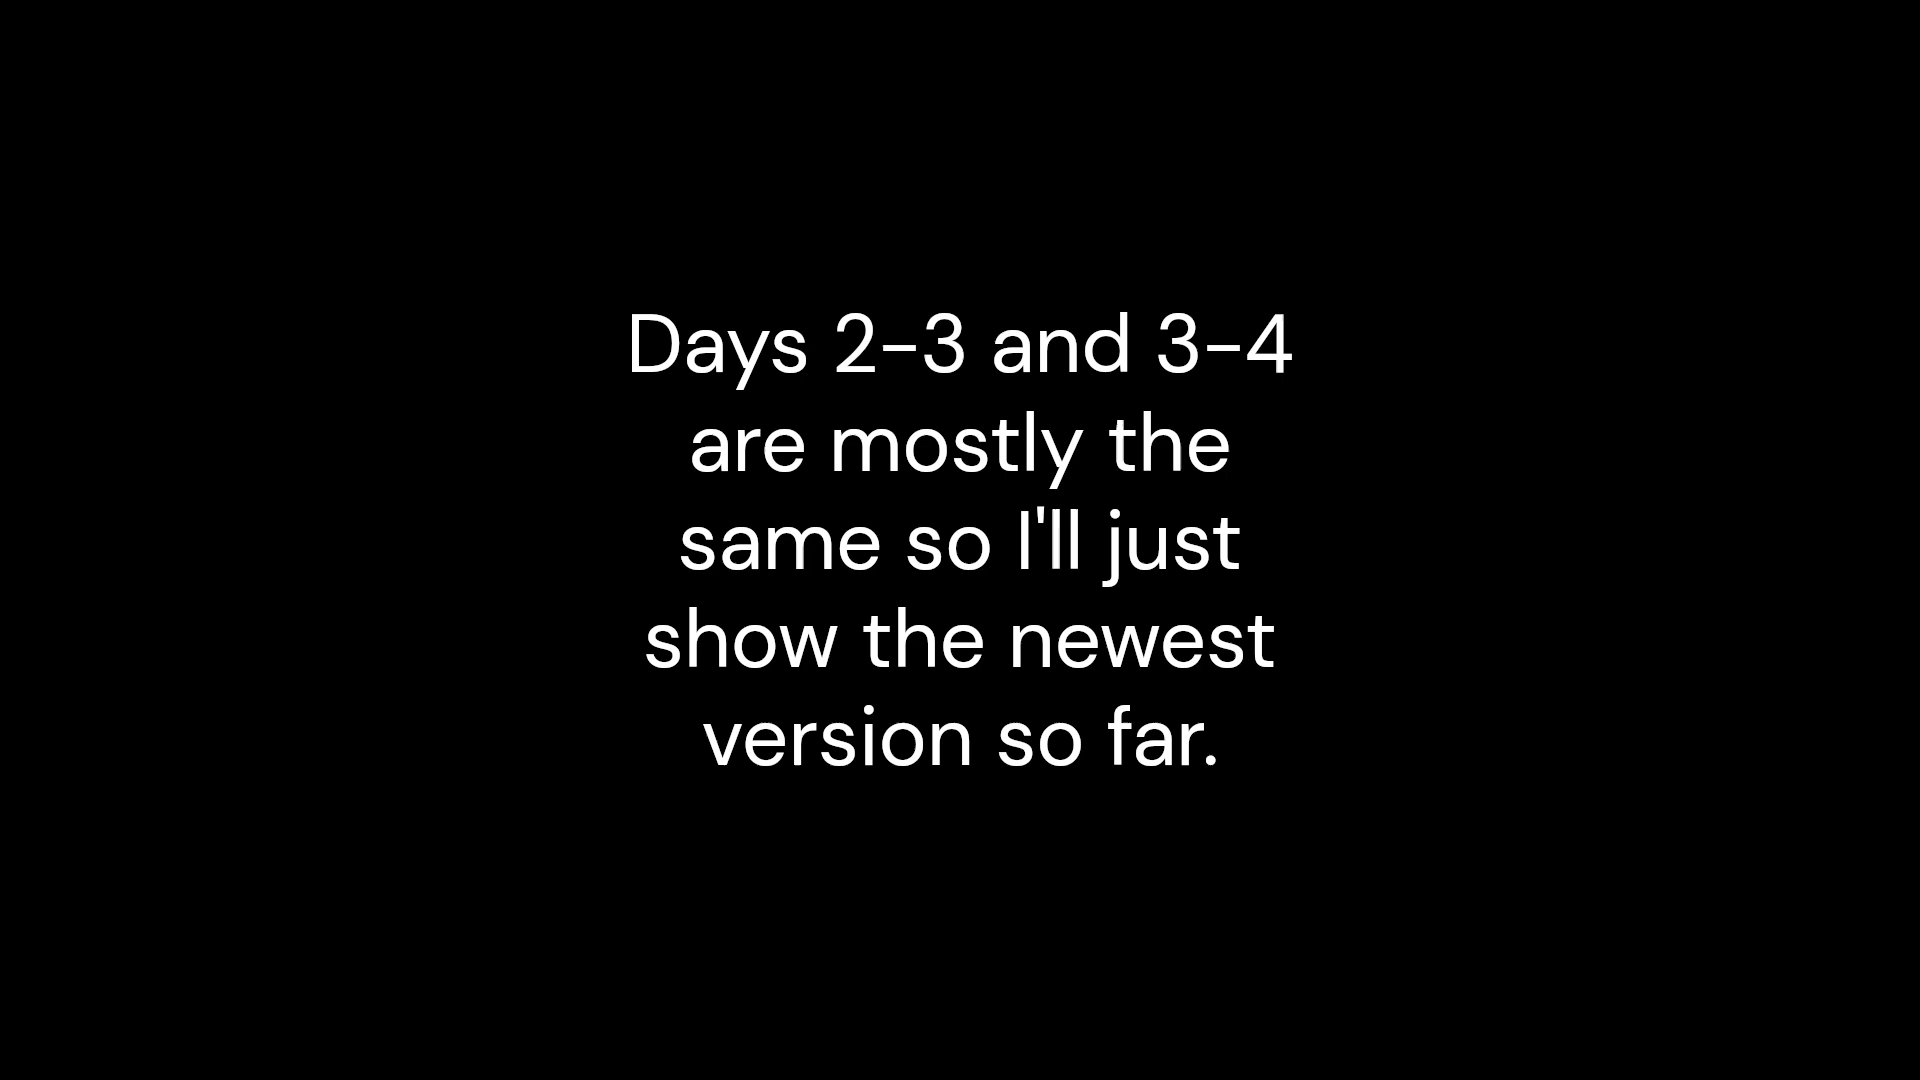 Days 2-3 and 3-4
are mostly the
same so I'll just
show the newest
version so far.